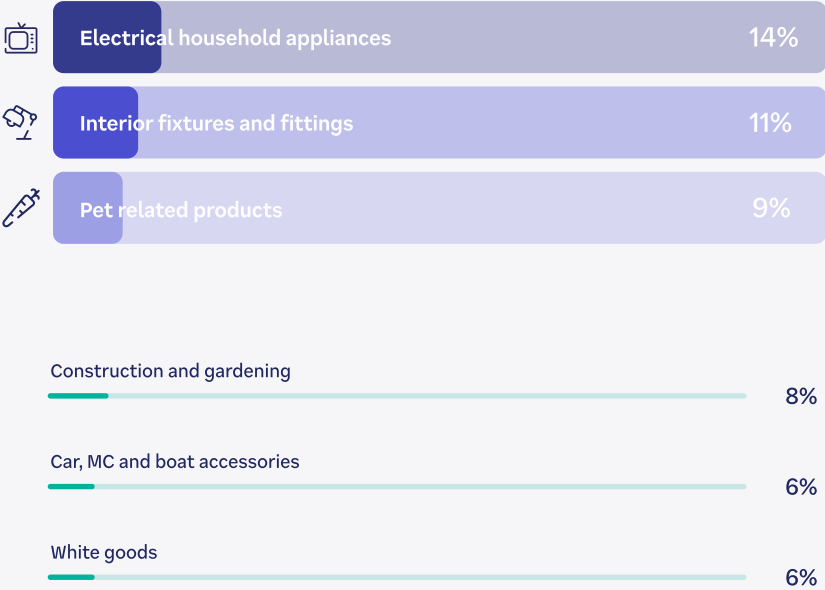 Electrical household appliances 14%
Interior fixtures and fittings 11%
Pet related products 9%
Construction and gardening
8%
Car, MC and boat accessories
6%
White goods
6%